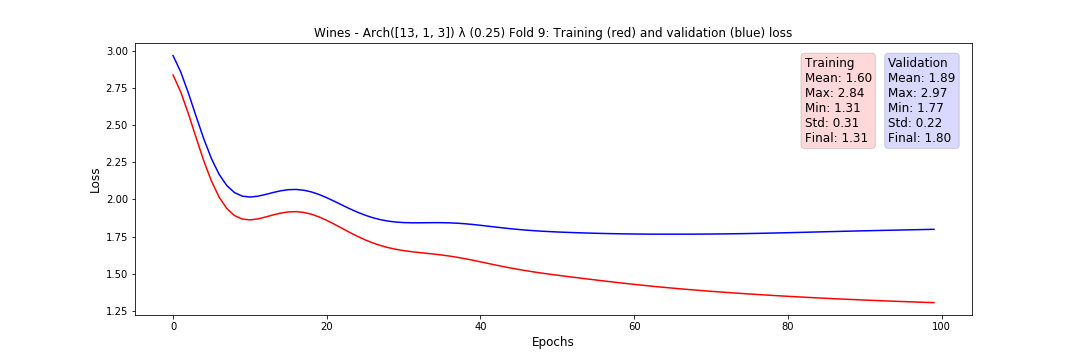 Wines - Arch([13, 1, 3]) λ (0.25) Fold 9: Training (red) and validation (blue) loss
3.00
2.75
2.50
2.25
2.00
1.75
1.50
1.25
Loss
Training
Mean: 1.60
Max: 2.84
Min: 1.31
Std: 0.31
Final: 1.31
Validation
Mean: 1.89
Max: 2.97
Min: 1.77
Std: 0.22
Final: 1.80
0
20
40
60
80
100
Epochs